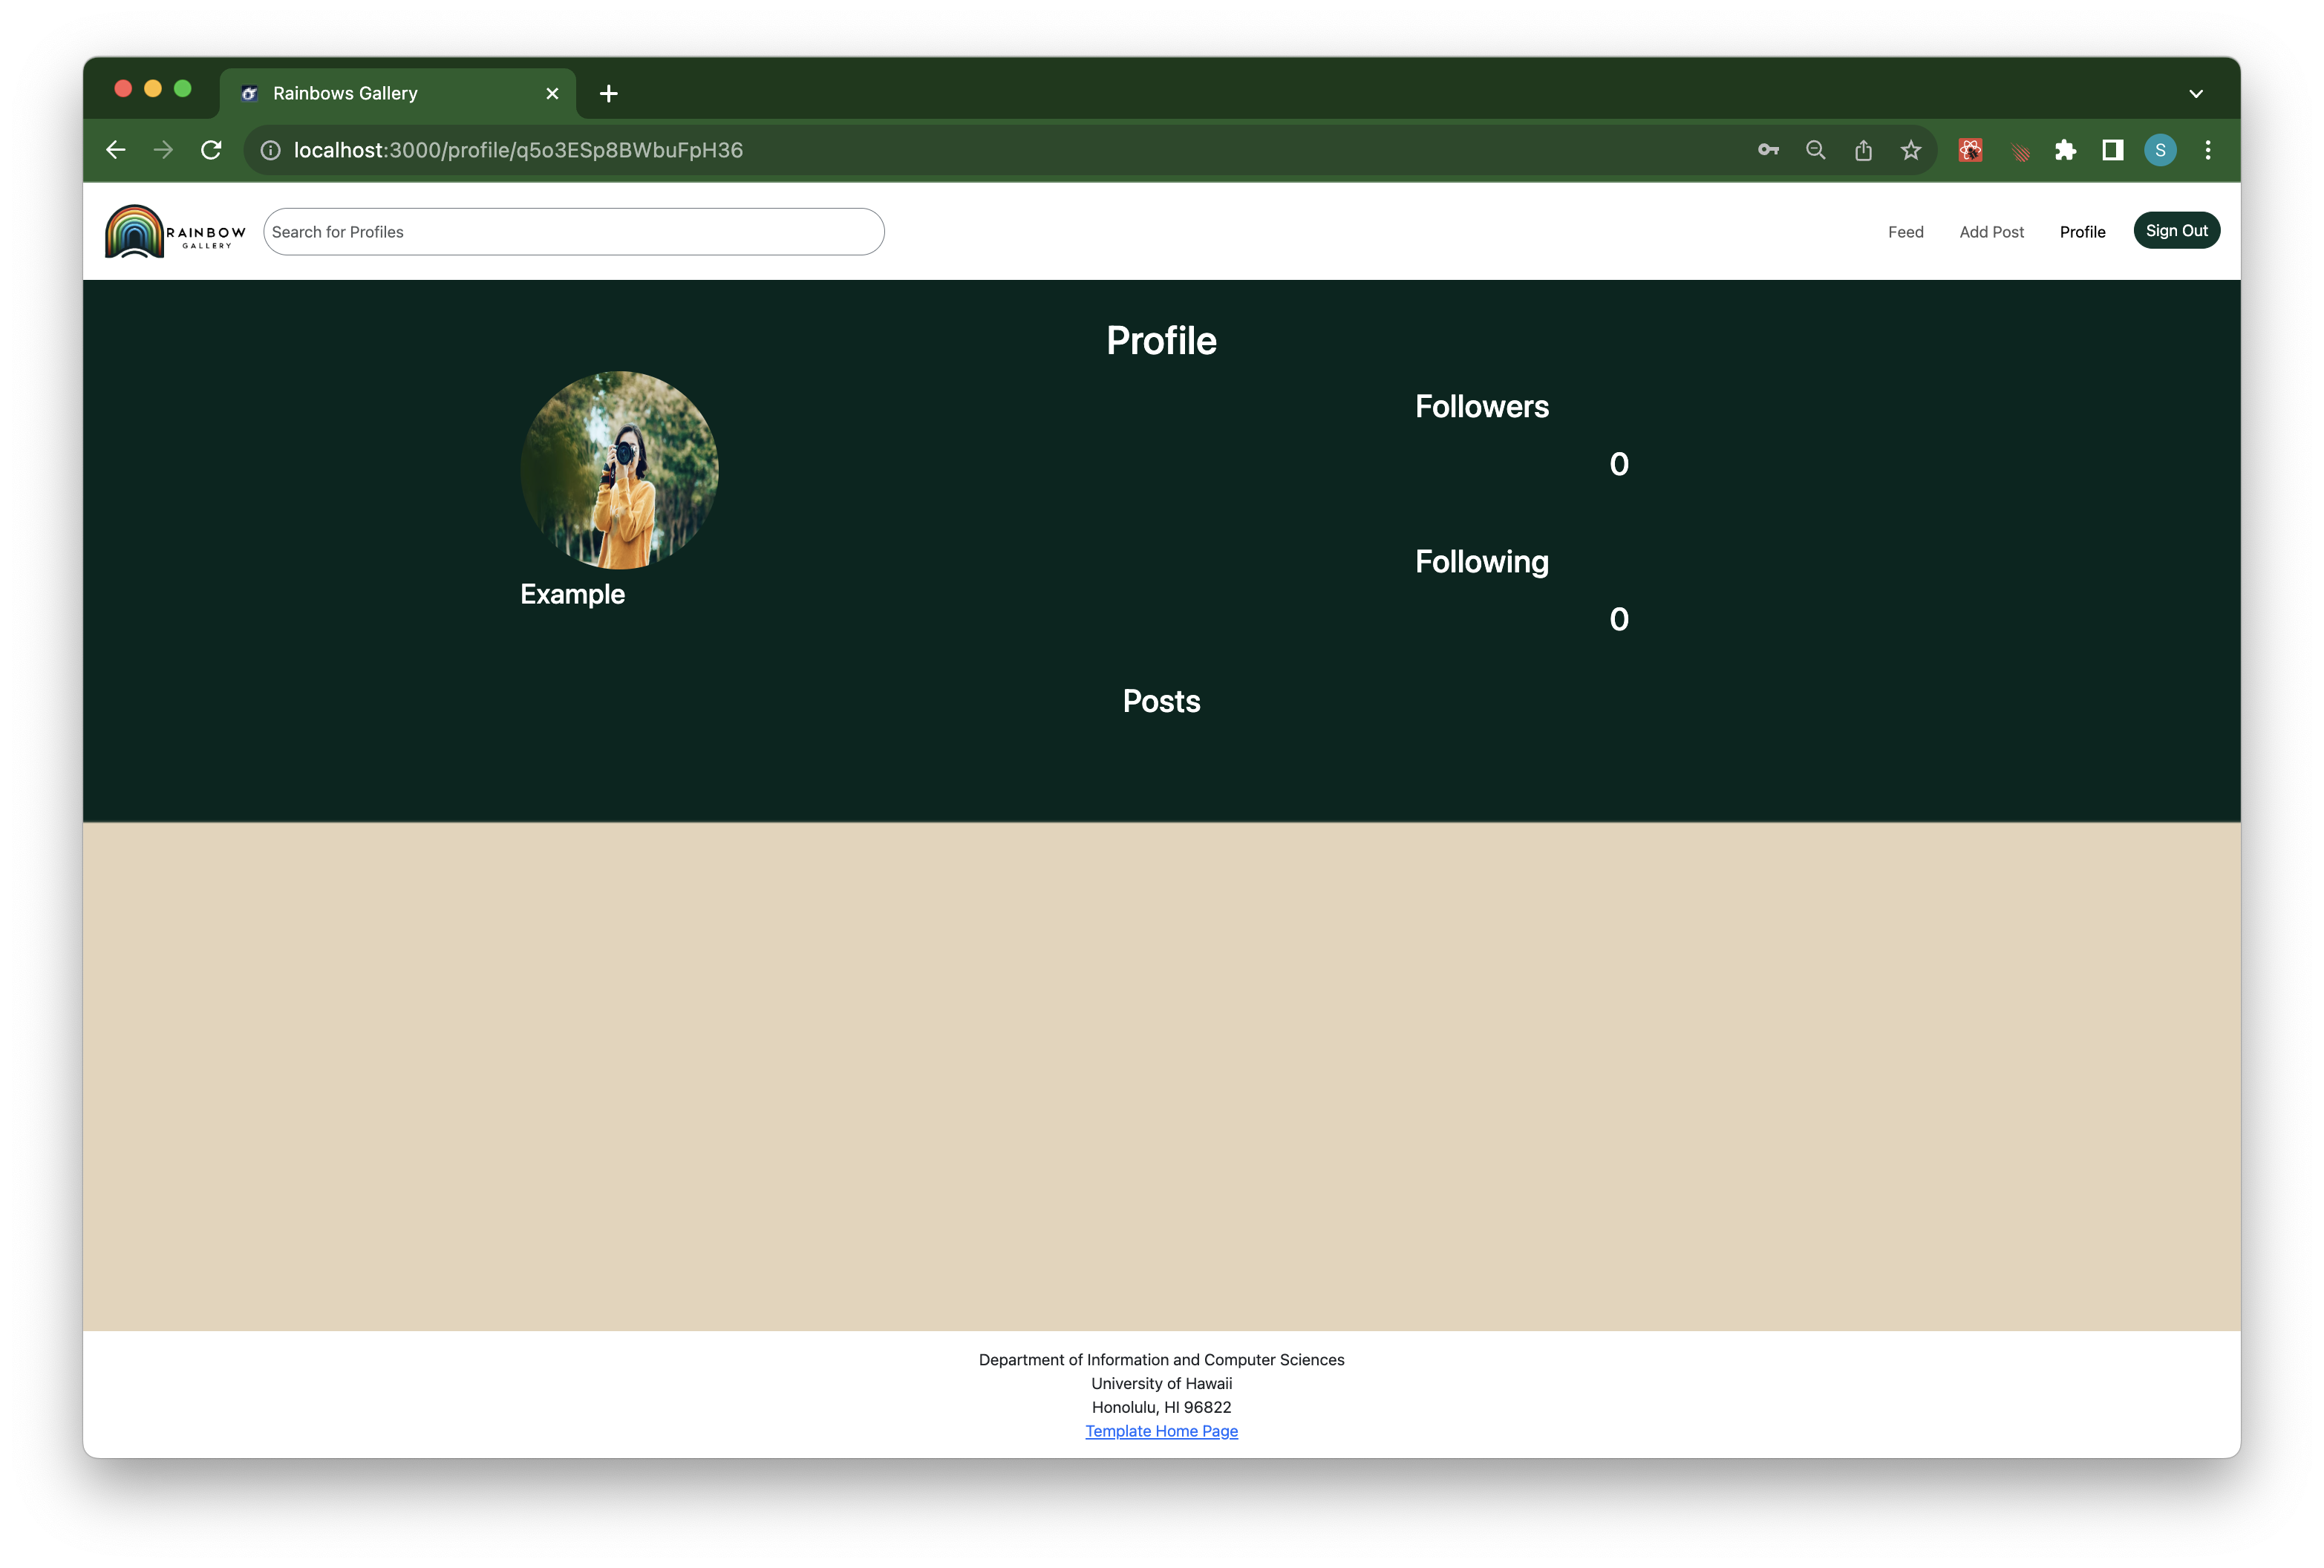 Rainbows Gallery
localhost:3000/profile/q5o3ESp8BWbuFpH36
S
RAINBOW
GALLERY
Search for Profiles
Feed
Add Post
Profile
Sign Out
Profile
Followers
0
Example
Following
0
Posts
Department of Information and Computer Sciences
University of Hawaii
Honolulu, HI 96822
Template Home Page